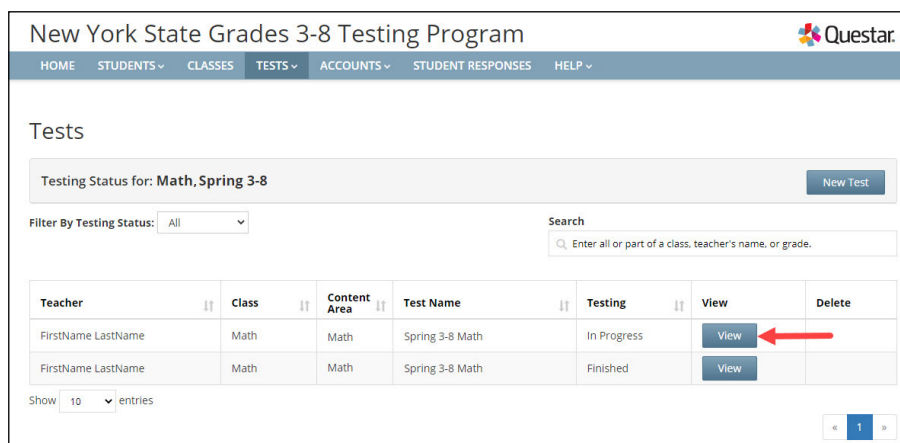 New York State Grades 3-8 Testing Program
Questar.
HOME STUDENTS CLASSES TESTS ACCOUNTS STUDENT RESPONSES HELP
Tests
Testing Status for: Math, Spring 3-8
New Test
Filter By Testing Status: All
Search
Enter all or part of a class, teacher's name, or grade.
Teacher Class Content Area Test Name Testing View Delete
FirstName LastName Math Math Spring 3-8 Math In Progress View
FirstName LastName Math Math Spring 3-8 Math Finished View
Show 10 entries
« 1 »